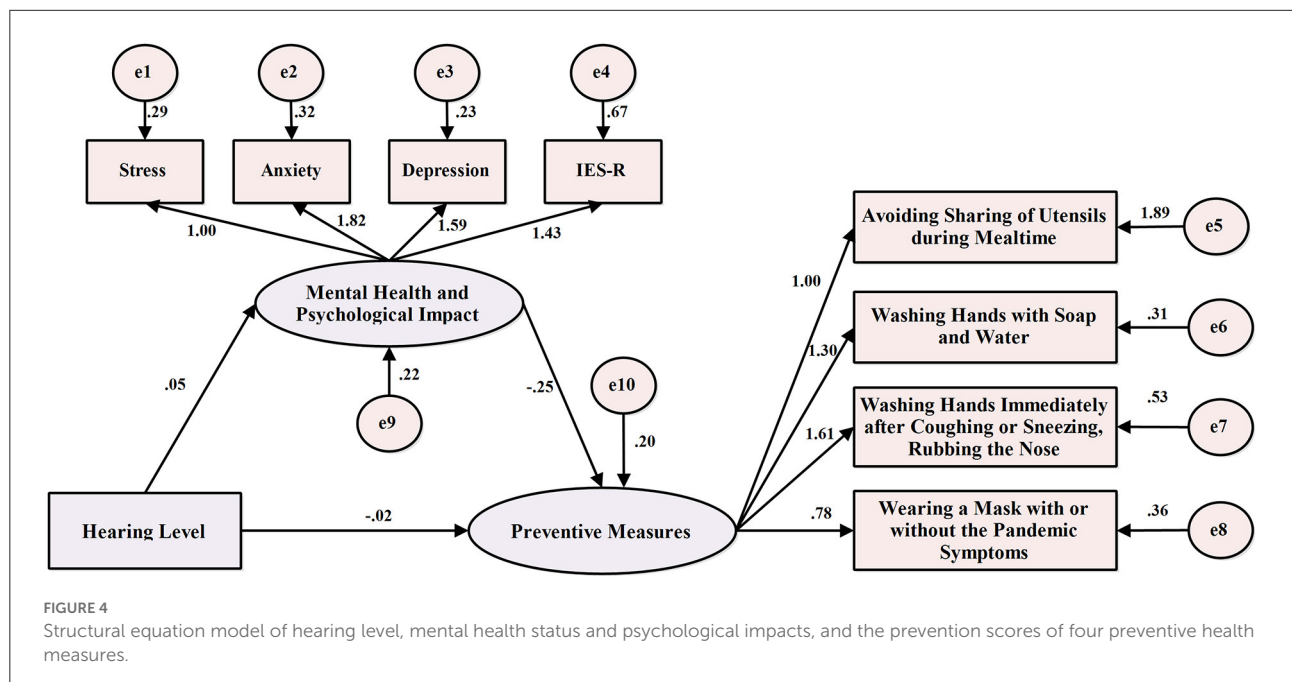 e1
e2
e3
e4
.29
.32
.23
.67
Stress
Anxiety
Depression
IES-R
1.00
1.82
1.59
1.43
Mental Health and
Psychological Impact
.05
.22
e9
-.25
e10
.20
Hearing Level
-.02
Preventive Measures
1.00
1.30
1.61
.78
Avoiding Sharing of Utensils
during Mealtime
1.89
e5
Washing Hands with Soap
and Water
.31
e6
Washing Hands Immediately
after Coughing or Sneezing,
Rubbing the Nose
.53
e7
Wearing a Mask with or
without the Pandemic
Symptoms
.36
e8
FIGURE 4
Structural equation model of hearing level, mental health status and psychological impacts, and the prevention scores of four preventive health
measures.